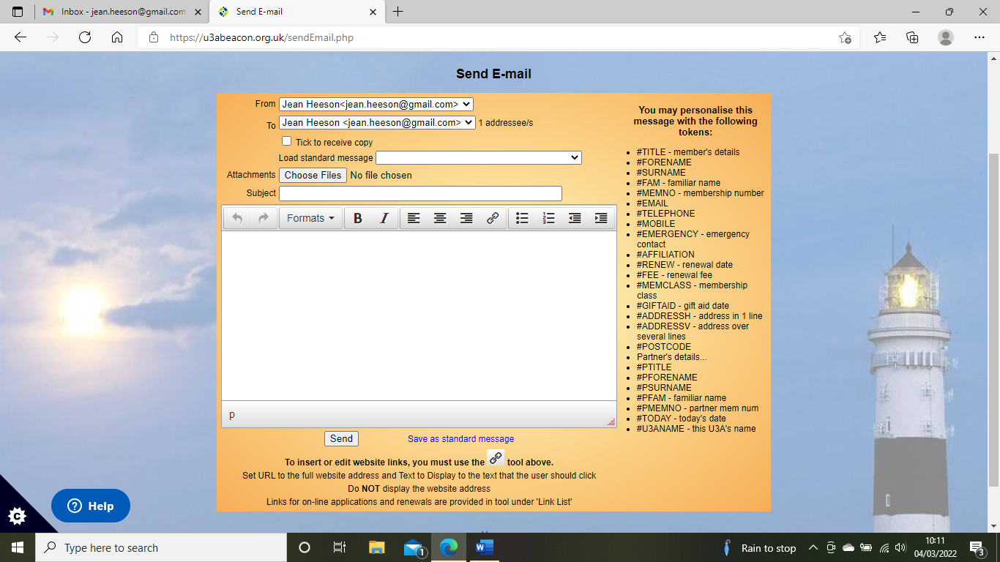 Inbox - jean.heeson@gmail.com
Send E-mail
https://u3abeacon.org.uk/sendEmail.php
Send E-mail
From Jean Heeson<jean.heeson@gmail.com>
To Jean Heeson <jean.heeson@gmail.com> 1 addressee/s
Tick to receive copy
Load standard message
Attachments Choose Files No file chosen
Subject
Formats B I
p
Send Save as standard message
To insert or edit website links, you must use the tool above.
Set URL to the full website address and Text to Display to the text that the user should click
Do NOT display the website address
Links for on-line applications and renewals are provided in tool under 'Link List'
You may personalise this
message with the following
tokens:
#TITLE - member's details
#FORENAME
#SURNAME
#FAM - familiar name
#MEMNO - membership number
#EMAIL
#TELEPHONE
#MOBILE
#EMERGENCY - emergency
contact
#AFFILIATION
#RENEW - renewal date
#FEE - renewal fee
#MEMCLASS - membership
class
#GIFTAID - gift aid date
#ADDRESSH - address in 1 line
#ADDRESSV - address over
several lines
#POSTCODE
Partner's details...
#PTITLE
#PFORENAME
#PSURNAME
#PFAM - familiar name
#PMEMNO - partner mem num
#TODAY - today's date
#U3ANAME - this U3A's name
Help
Type here to search
1
W
Rain to stop
10:11
04/03/2022
3